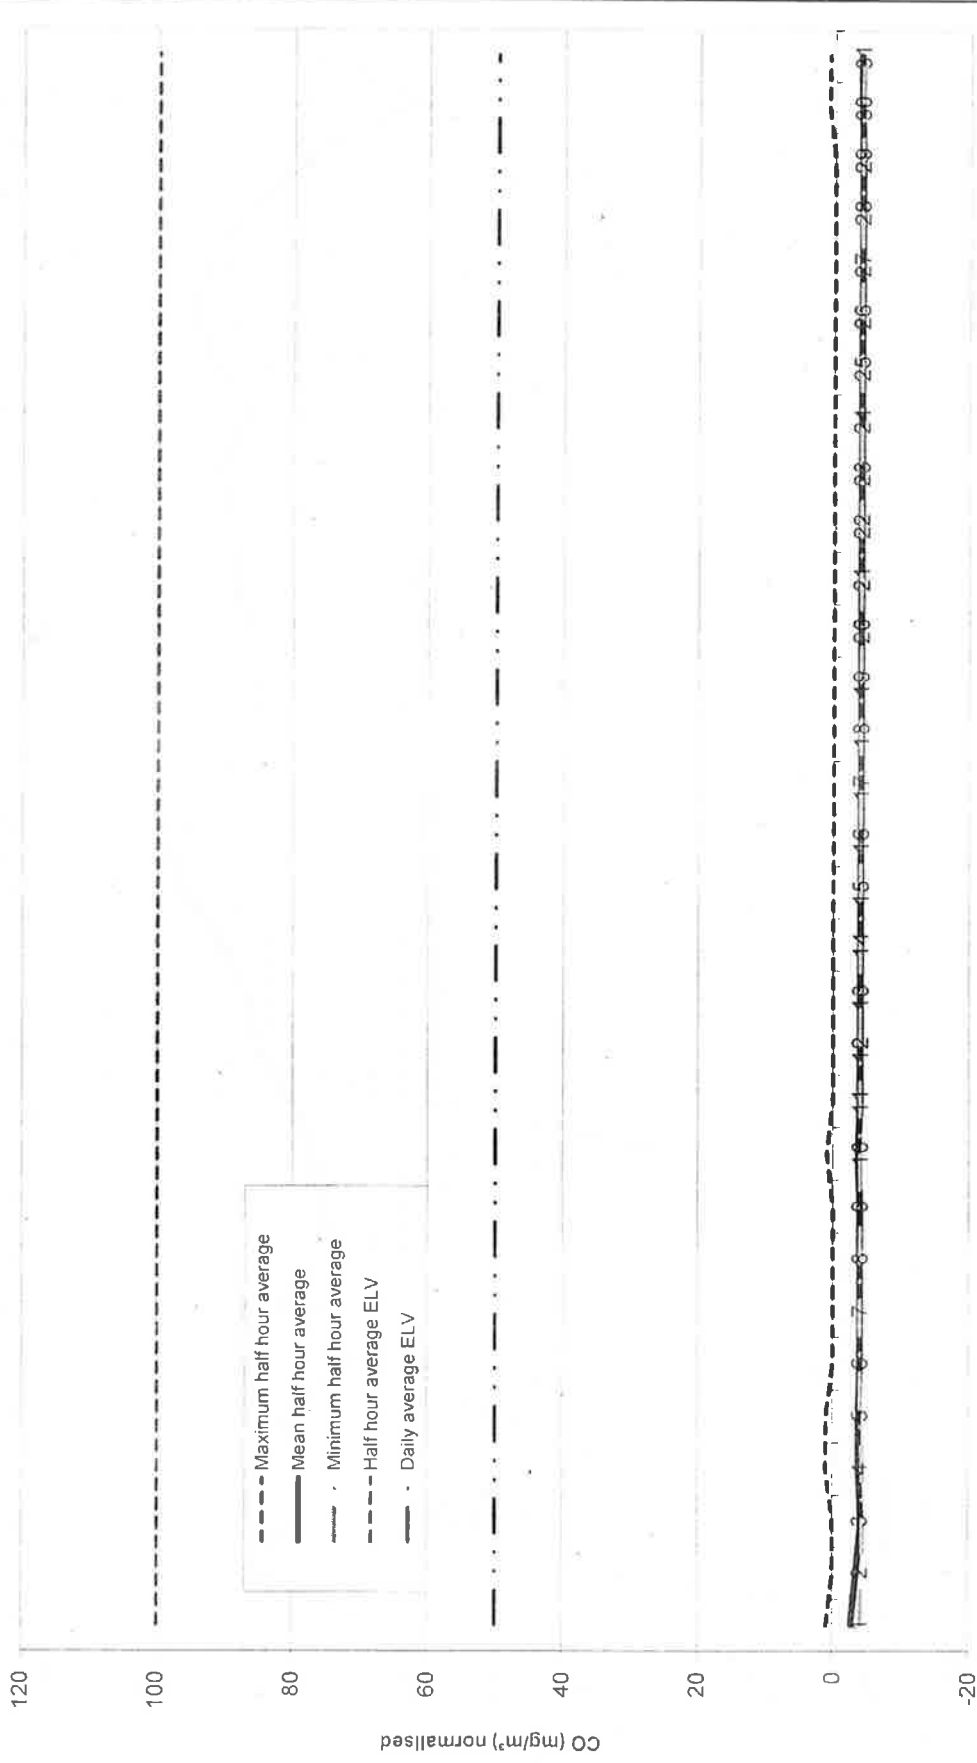 120
100
80
60
40
20
0
-20
CO (mg/m³) normalised
Maximum half hour average
Mean half hour average
Minimum half hour average
Half hour average ELV
Daily average ELV
1 2 3 4 5 6 7 8 9 10 11 12 13 14 15 16 17 18 19 20 21 22 23 24 25 26 27 28 29 30 31